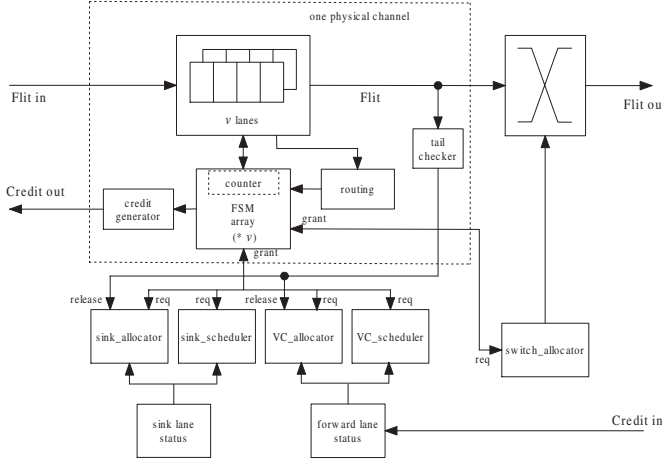 one physical channel
Flit in
Flit
Flit ou
v lanes
tail
checker
counter
routing
Credit out
credit
generator
FSM
array
(* v)
grant
grant
release
req
req
release
req
req
sink_allocator
sink_scheduler
VC_allocator
VC_scheduler
req
switch_allocator
sink lane
status
forward lane
status
Credit in